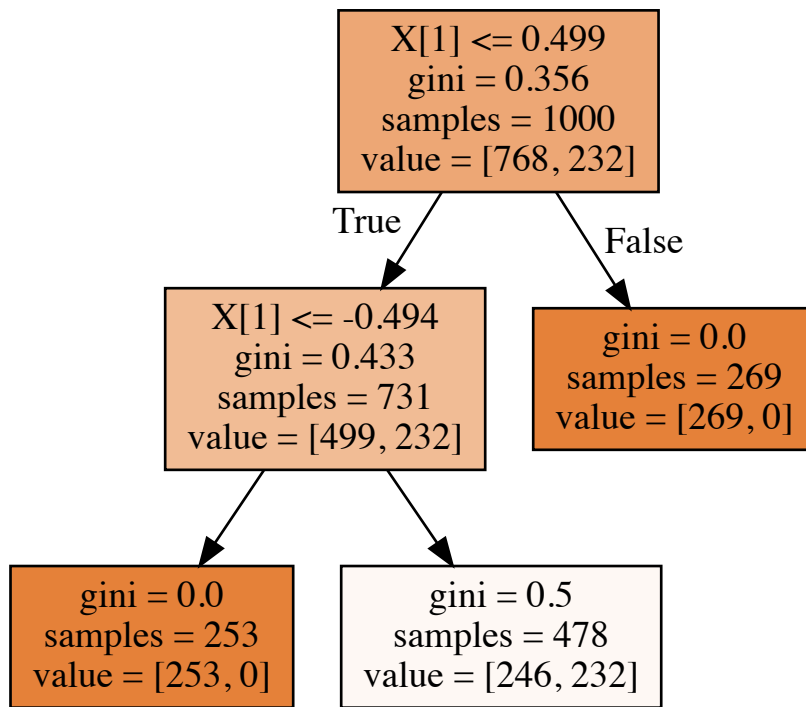 X[1] <= 0.499
gini = 0.356
samples = 1000
value = [768, 232]
True
False
X[1] <= -0.494
gini = 0.433
samples = 731
value = [499, 232]
gini = 0.0
samples = 269
value = [269, 0]
gini = 0.0
samples = 253
value = [253, 0]
gini = 0.5
samples = 478
value = [246, 232]